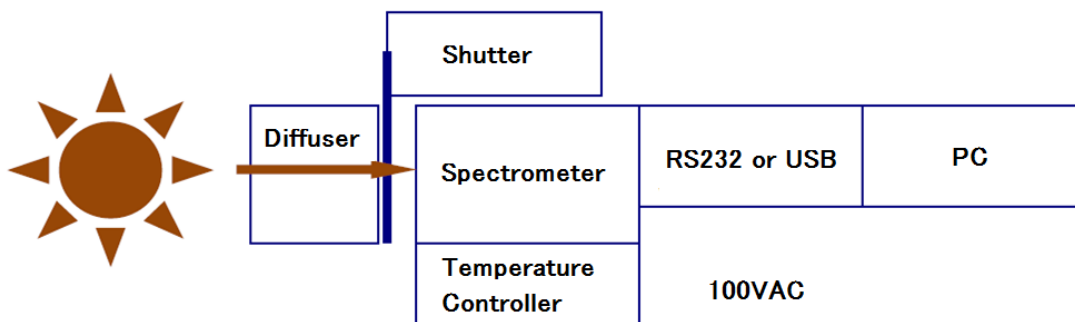 Shutter
Diffuser
Spectrometer
RS232 or USB
PC
Temperature
Controller
100VAC